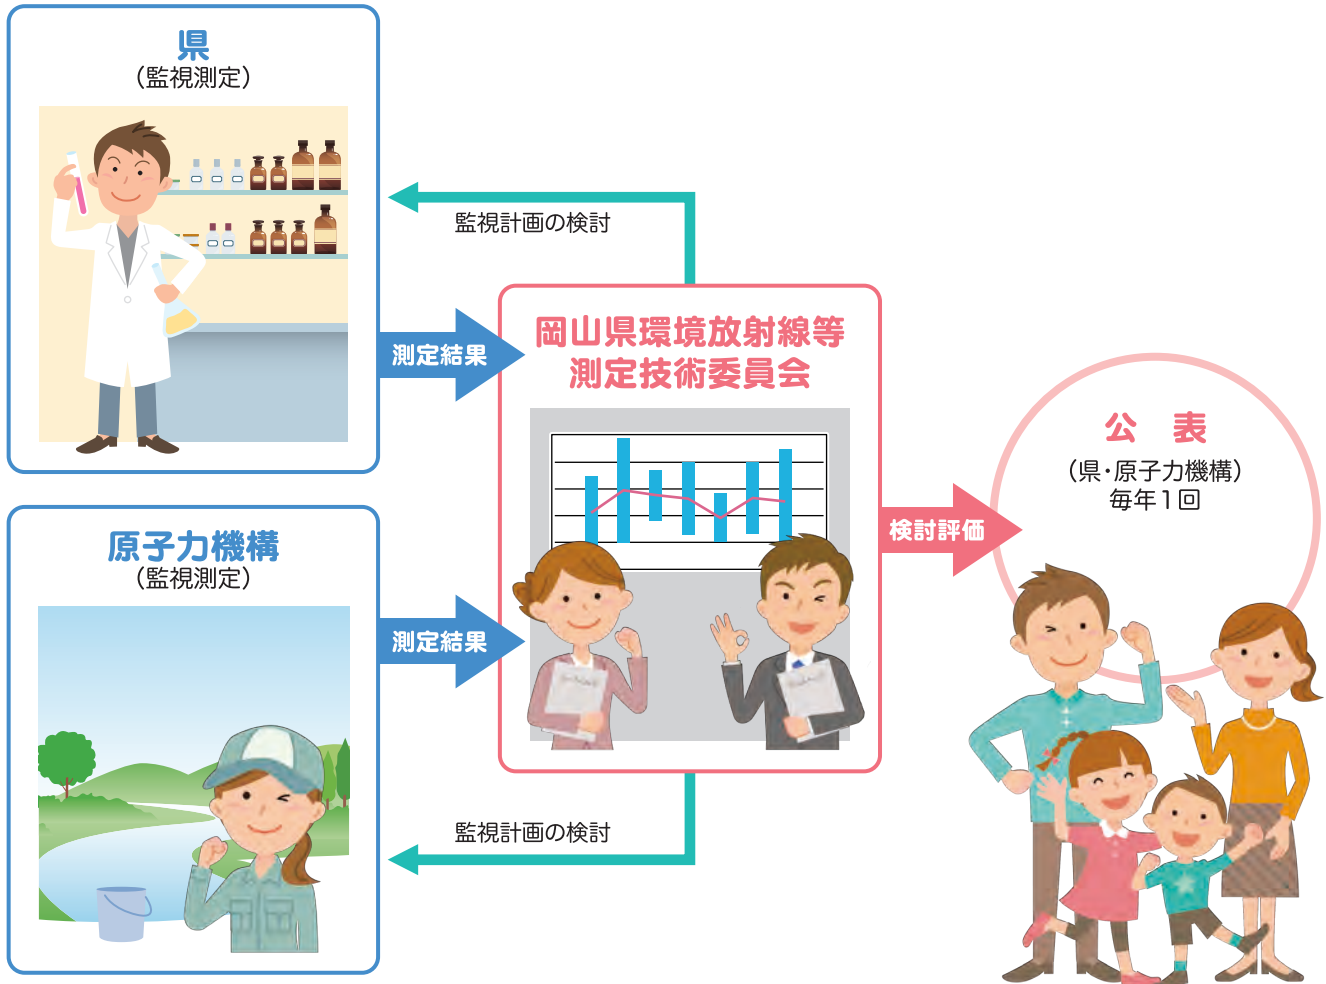 県
（監視測定）
監視計画の検討
測定結果
岡山県環境放射線等
測定技術委員会
原子力機構
（監視測定）
測定結果
監視計画の検討
検討評価
公　表
（県・原子力機構）
毎年１回